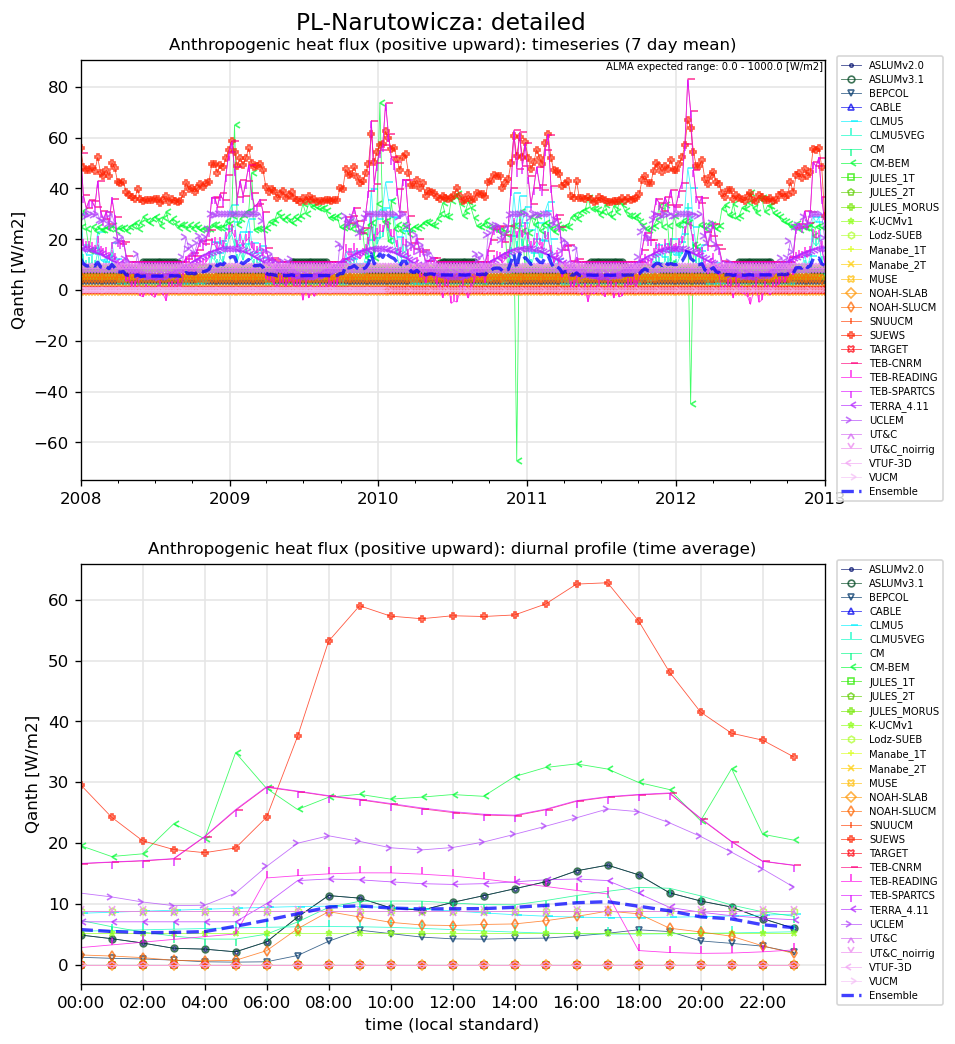 PL-Narutowicza: detailed
Anthropogenic heat flux (positive upward): timeseries (7 day mean)
ALMA expected range: 0.0 - 1000.0 [W/m2]
Qanth [W/m2]
80
60
40
20
0
−20
−40
−60
2008
2009
2010
2011
2012
2013
ASLUMv2.0
ASLUMv3.1
BEPCOL
CABLE
CLMU5
CLMU5VEG
CM
CM-BEM
JULES_1T
JULES_2T
JULES_MORUS
K-UCMv1
Lodz-SUEB
Manabe_1T
Manabe_2T
MUSE
NOAH-SLAB
NOAH-SLUCM
SNUUCM
SUEWS
TARGET
TEB-CNRM
TEB-READING
TEB-SPARTCS
TERRA_4.11
UCLEM
UT&C
UT&C_noirrig
VTUF-3D
VUCM
Ensemble
Anthropogenic heat flux (positive upward): diurnal profile (time average)
Qanth [W/m2]
60
50
40
30
20
10
0
00:00
02:00
04:00
06:00
08:00
10:00
12:00
14:00
16:00
18:00
20:00
22:00
time (local standard)
ASLUMv2.0
ASLUMv3.1
BEPCOL
CABLE
CLMU5
CLMU5VEG
CM
CM-BEM
JULES_1T
JULES_2T
JULES_MORUS
K-UCMv1
Lodz-SUEB
Manabe_1T
Manabe_2T
MUSE
NOAH-SLAB
NOAH-SLUCM
SNUUCM
SUEWS
TARGET
TEB-CNRM
TEB-READING
TEB-SPARTCS
TERRA_4.11
UCLEM
UT&C
UT&C_noirrig
VTUF-3D
VUCM
Ensemble